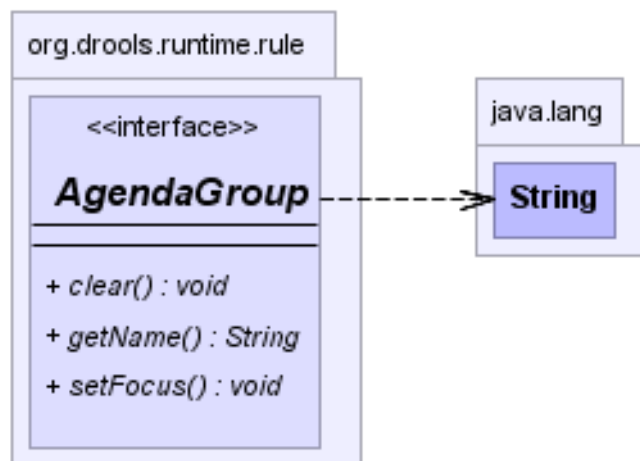 org.drools.runtime.rule
<<interface>>
AgendaGroup
+ clear() : void
+ getName() : String
+ setFocus() : void
java.lang
String